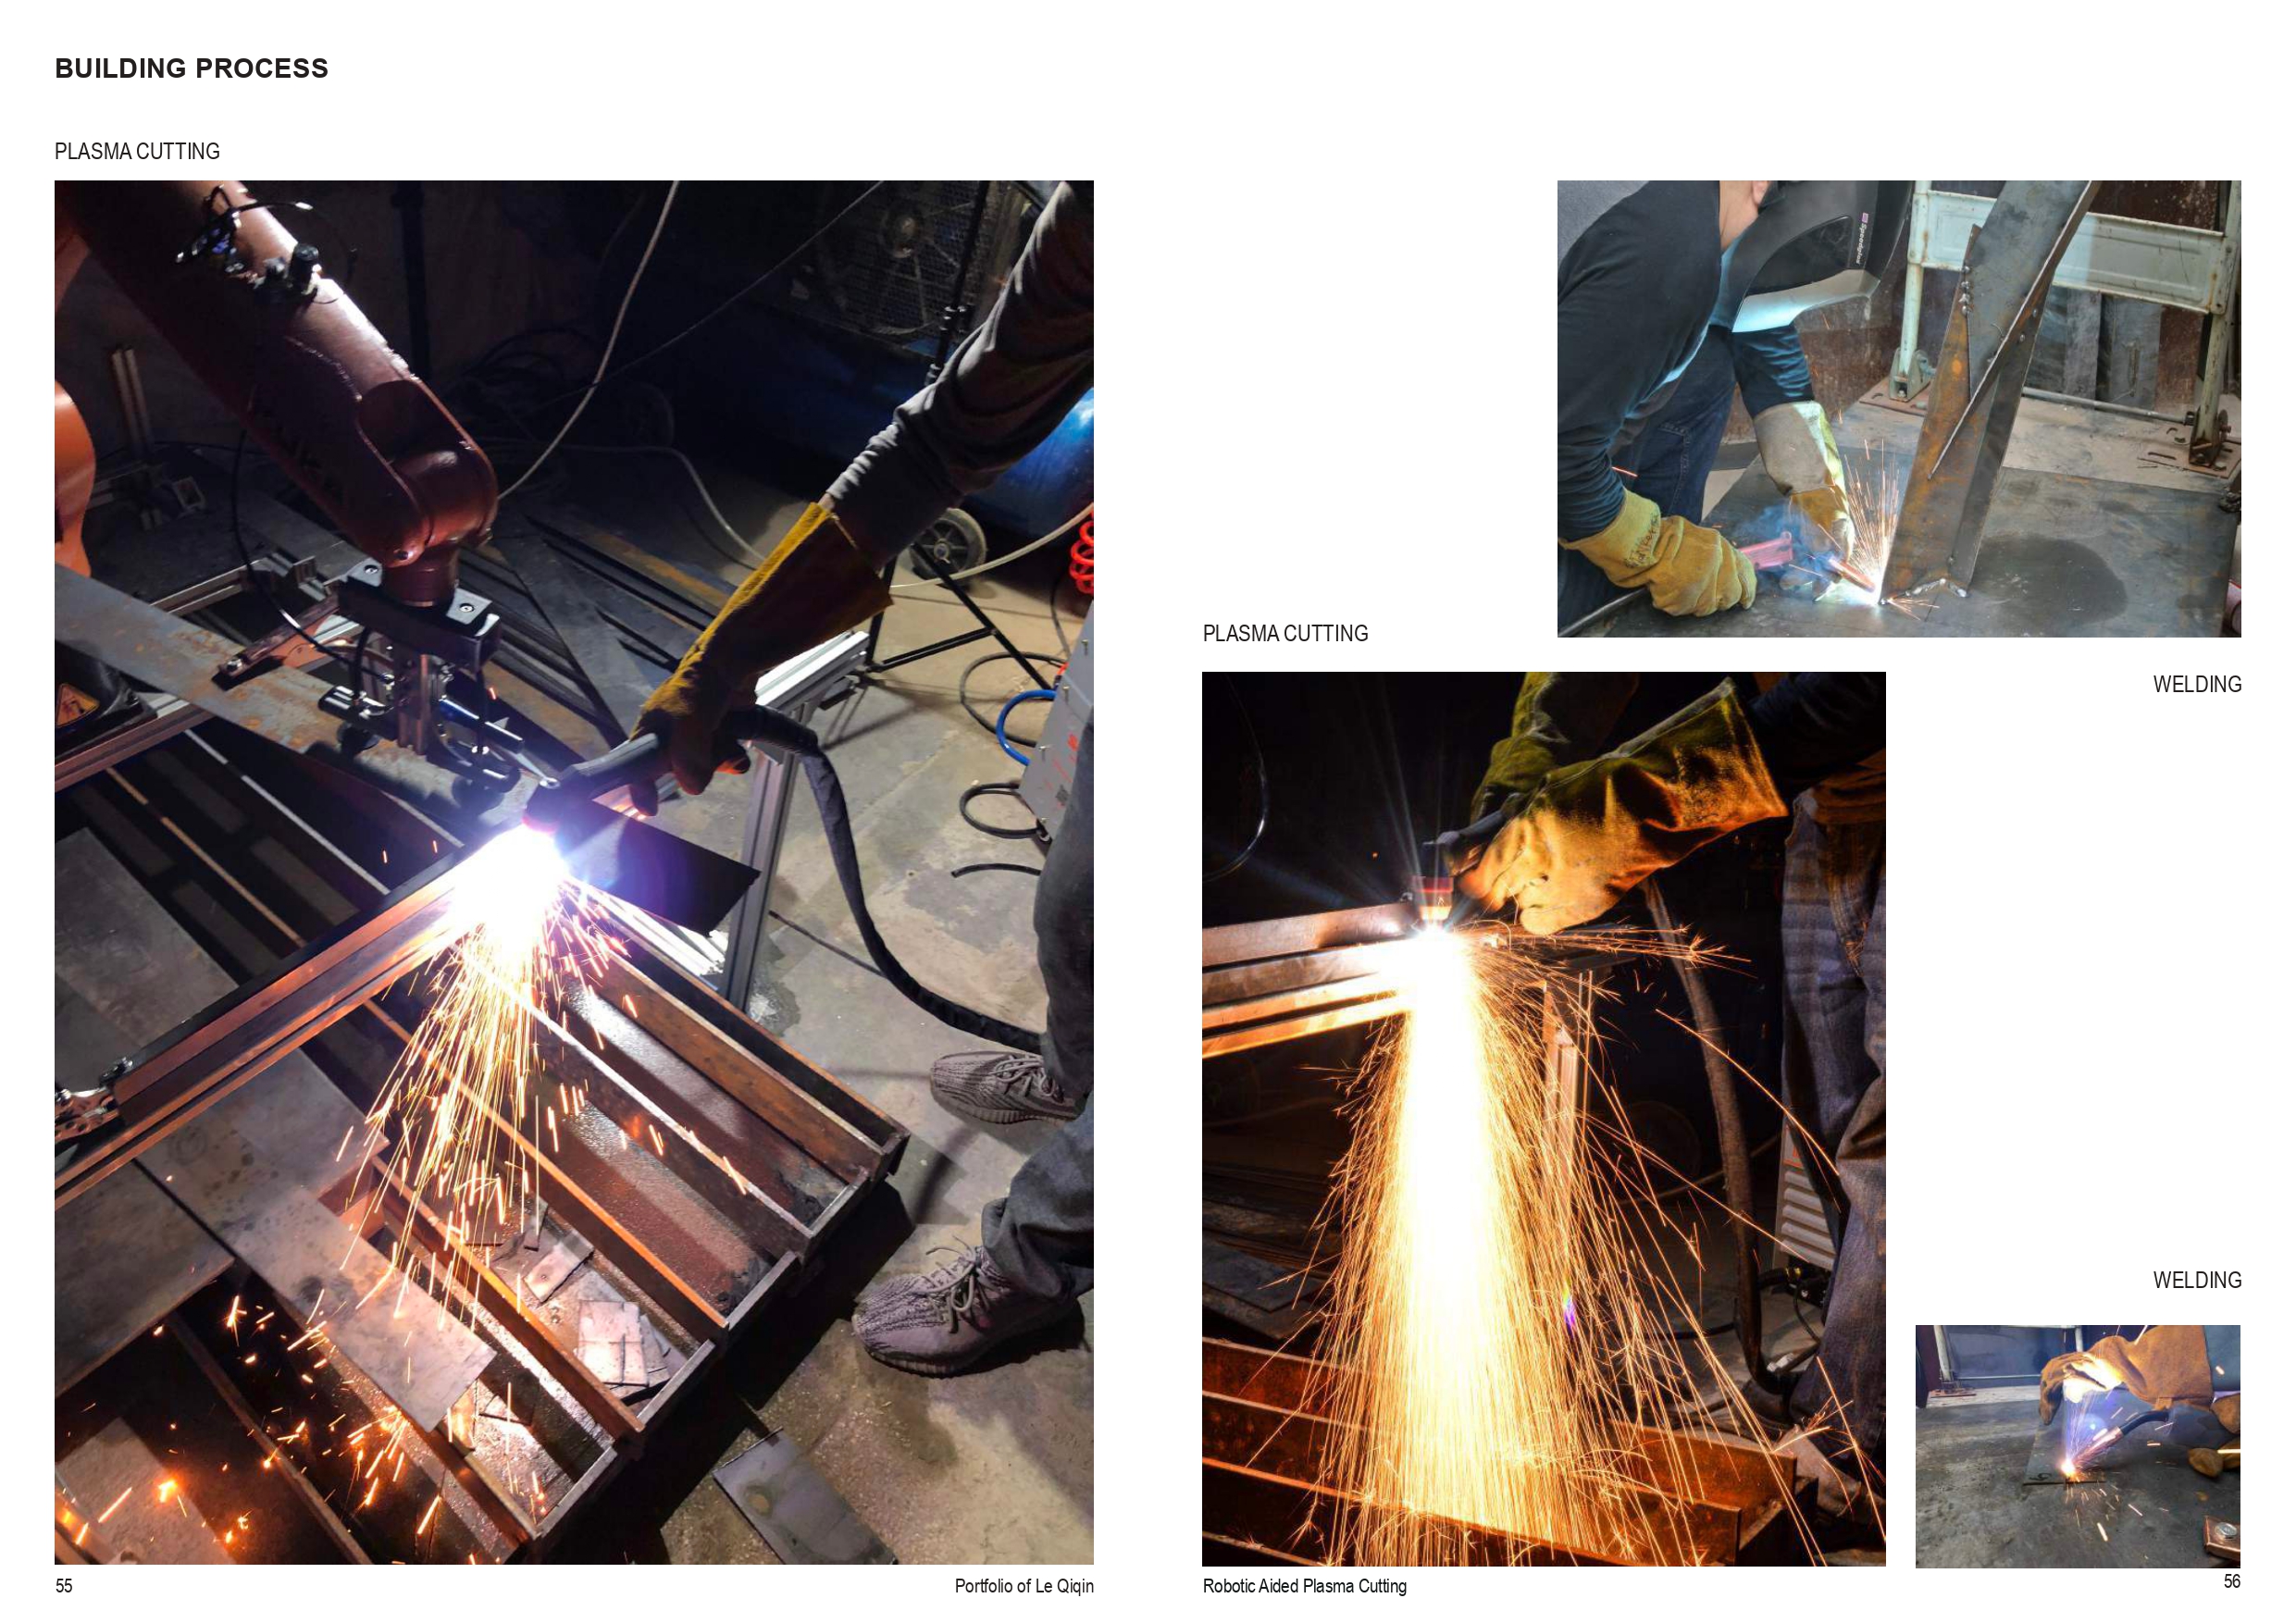 BUILDING PROCESS
PLASMA CUTTING
PLASMA CUTTING
WELDING
WELDING
55
Portfolio of Le Qiqin
Robotic Aided Plasma Cutting
56